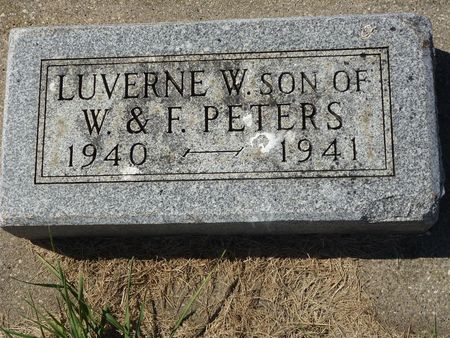 LUVERNE W. SON OF
W. & F. PETERS
1940 — 1941